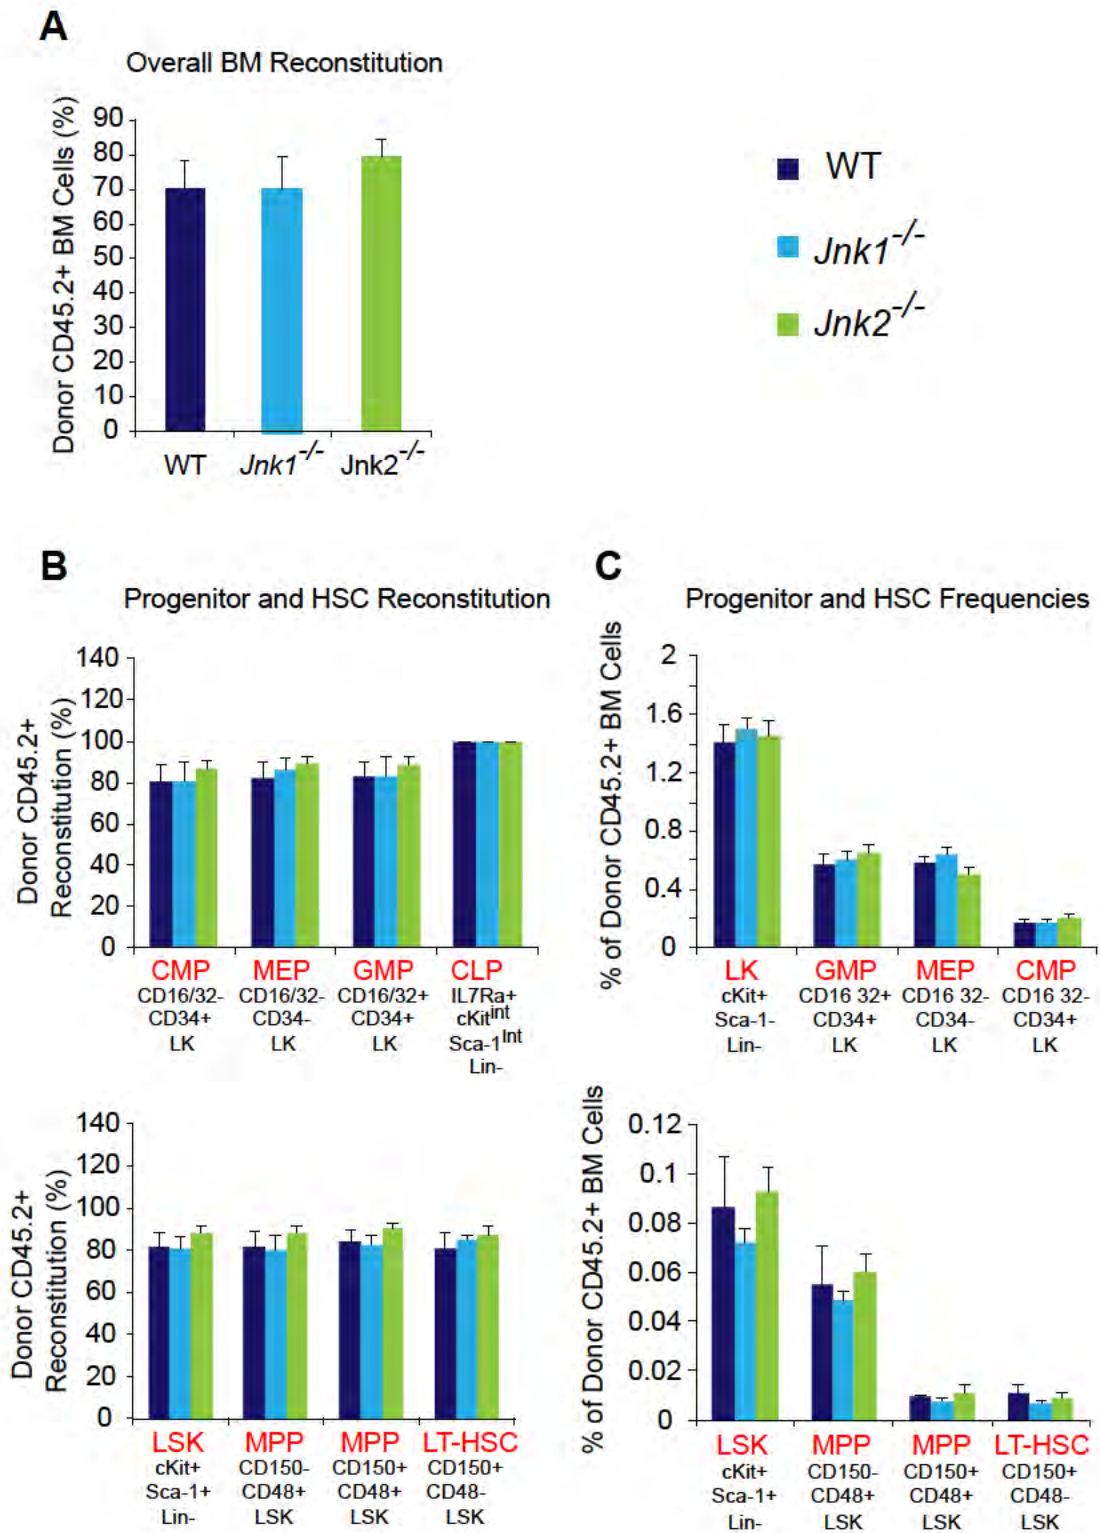 A
Overall BM Reconstitution
Donor CD45.2+ BM Cells (%)
90
80
70
60
50
40
30
20
10
0
WT Jnk1-/- Jnk2-/-
WT
Jnk1-/-
Jnk2-/-
B
Progenitor and HSC Reconstitution
Donor CD45.2+
Reconstitution (%)
140
120
100
80
60
40
20
0
CMP MEP GMP CLP
CD16/32- CD16/32- CD16/32+ IL7Ra+
CD34+ CD34- CD34+ cKitint
LK LK LK Sca-1Int
Lin-
Donor CD45.2+
Reconstitution (%)
140
120
100
80
60
40
20
0
LSK MPP MPP LT-HSC
cKit+ CD150- CD150+ CD150+
Sca-1+ CD48+ CD48+ CD48-
Lin- LSK LSK LSK
C
Progenitor and HSC Frequencies
% of Donor CD45.2+ BM Cells
2
1.6
1.2
0.8
0.4
0
LK GMP MEP CMP
cKit+ CD16 32+ CD16 32- CD16 32-
Sca-1- CD34+ CD34- CD34+
Lin- LK LK LK
% of Donor CD45.2+ BM Cells
0.12
0.1
0.08
0.06
0.04
0.02
0
LSK MPP MPP LT-HSC
cKit+ CD150- CD150+ CD150+
Sca-1+ CD48+ CD48+ CD48-
Lin- LSK LSK LSK